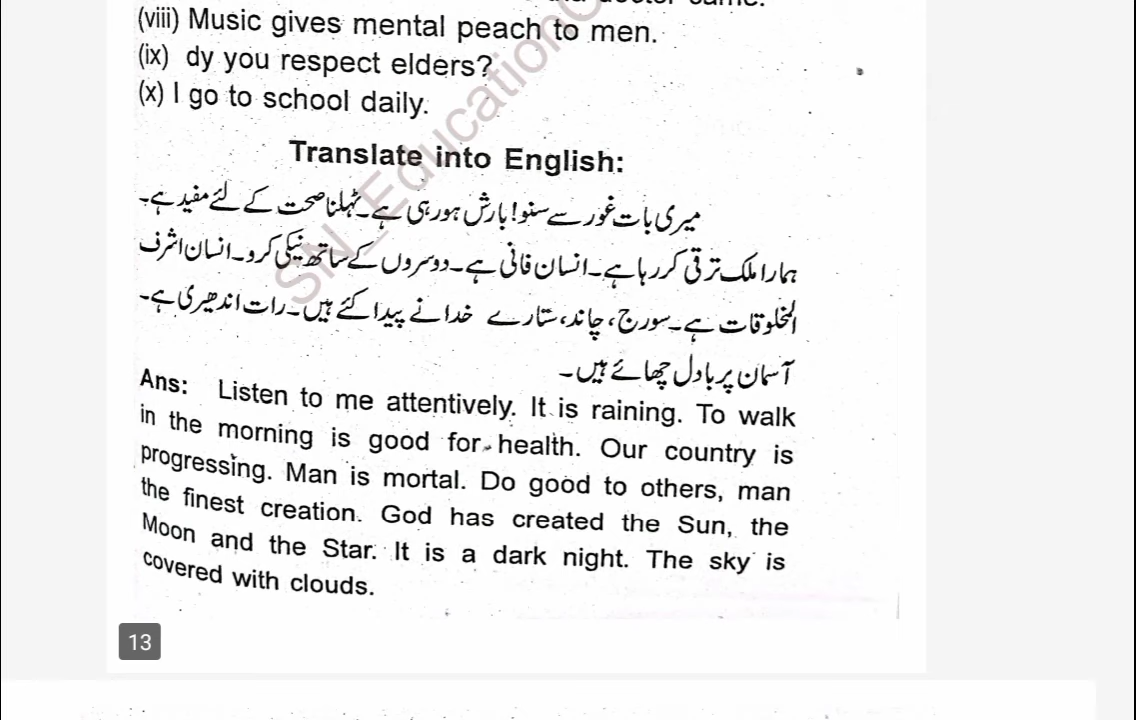 (viii) Music gives mental peach to men.
(ix) dy you respect elders?
(x) I go to school daily.
Translate into English:
میری بات غور سے سنو! بارش ہو رہی ہے۔ ٹہلنا صحت کے لئے مفید ہے۔
ہمارا ملک ترقی کر رہا ہے۔ انسان فانی ہے۔ دوسروں کے ساتھ نیکی کرو۔ انسان اشرف
المخلوقات ہے۔ سورج، چاند، ستارے خدا نے پیدا کئے ہیں۔ رات اندھیری ہے۔
آسمان پر بادل چھائے ہیں۔
Ans: Listen to me attentively. It is raining. To walk
in the morning is good for health. Our country is
progressing. Man is mortal. Do good to others, man
the finest creation. God has created the Sun, the
Moon and the Star. It is a dark night. The sky is
covered with clouds.
SN_Education
13